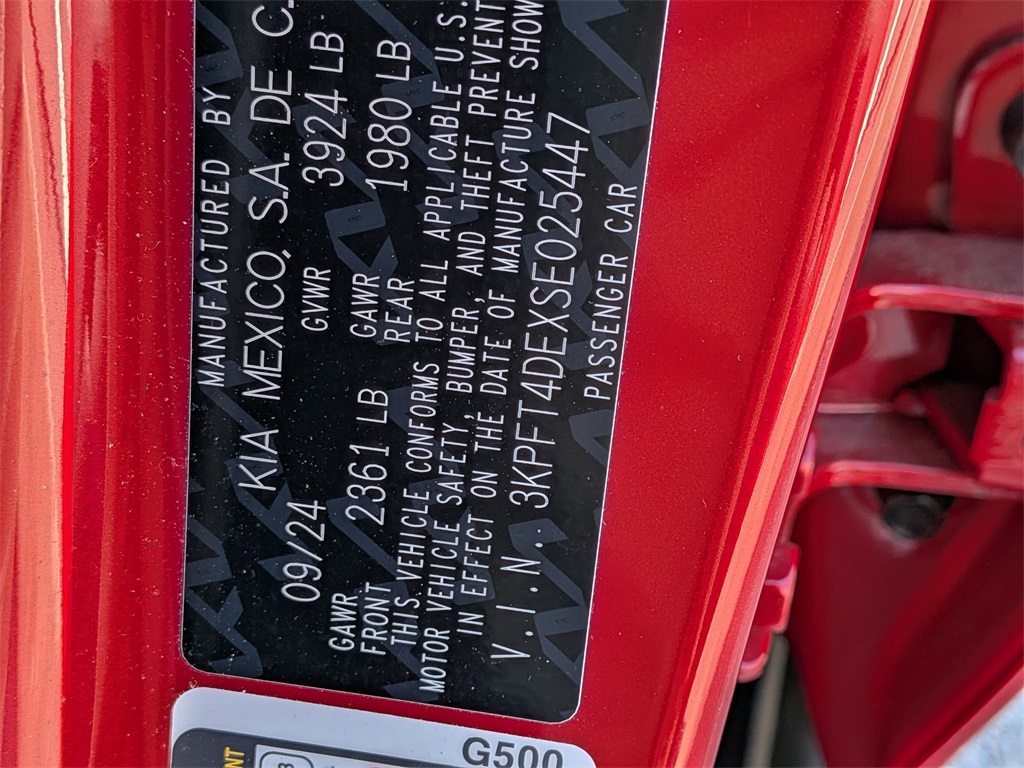 MANUFACTURED BY
KIA MEXICO, S.A. DE C.
09/24 GVWR 3924 LB
GAWR FRONT 2361 LB GAWR REAR 1980 LB
THIS VEHICLE CONFORMS TO ALL APPLICABLE U.S.
MOTOR VEHICLE SAFETY, BUMPER, AND THEFT PREVENT
IN EFFECT ON THE DATE OF MANUFACTURE SHOW
V.I.N.: 3KPFT4DEXSE025447
PASSENGER CAR
G500
NT